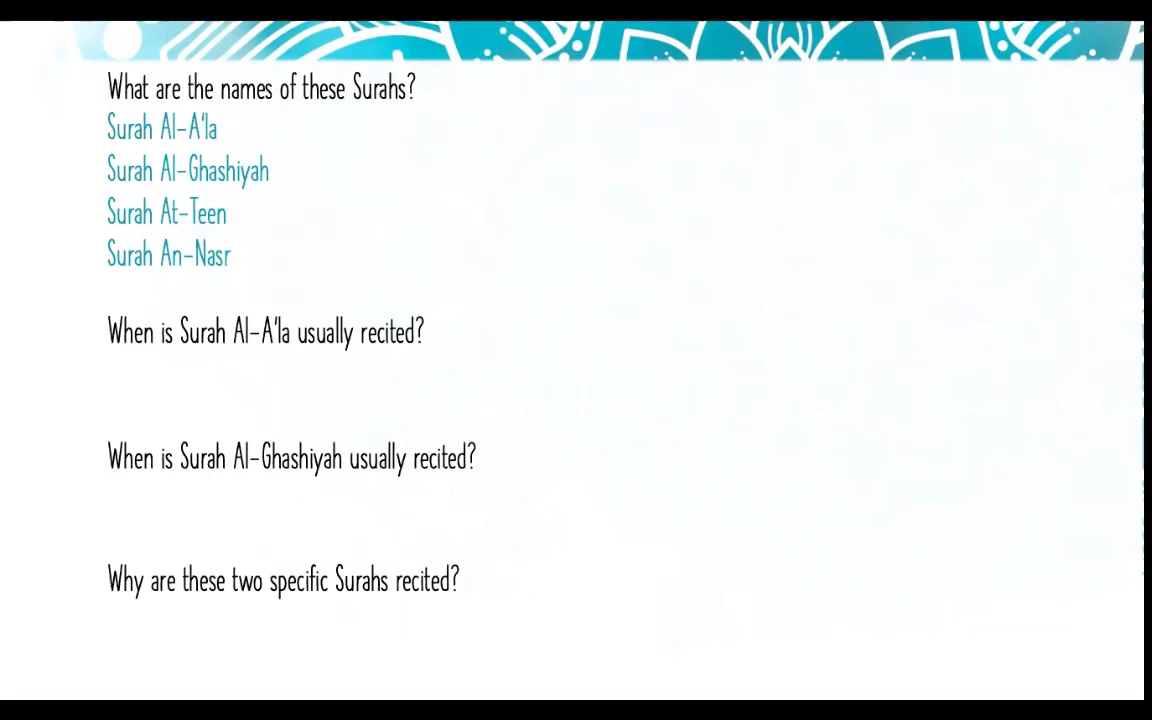 What are the names of these Surahs?
Surah Al-A'la
Surah Al-Ghashiyah
Surah At-Teen
Surah An-Nasr
When is Surah Al-A'la usually recited?
When is Surah Al-Ghashiyah usually recited?
Why are these two specific Surahs recited?